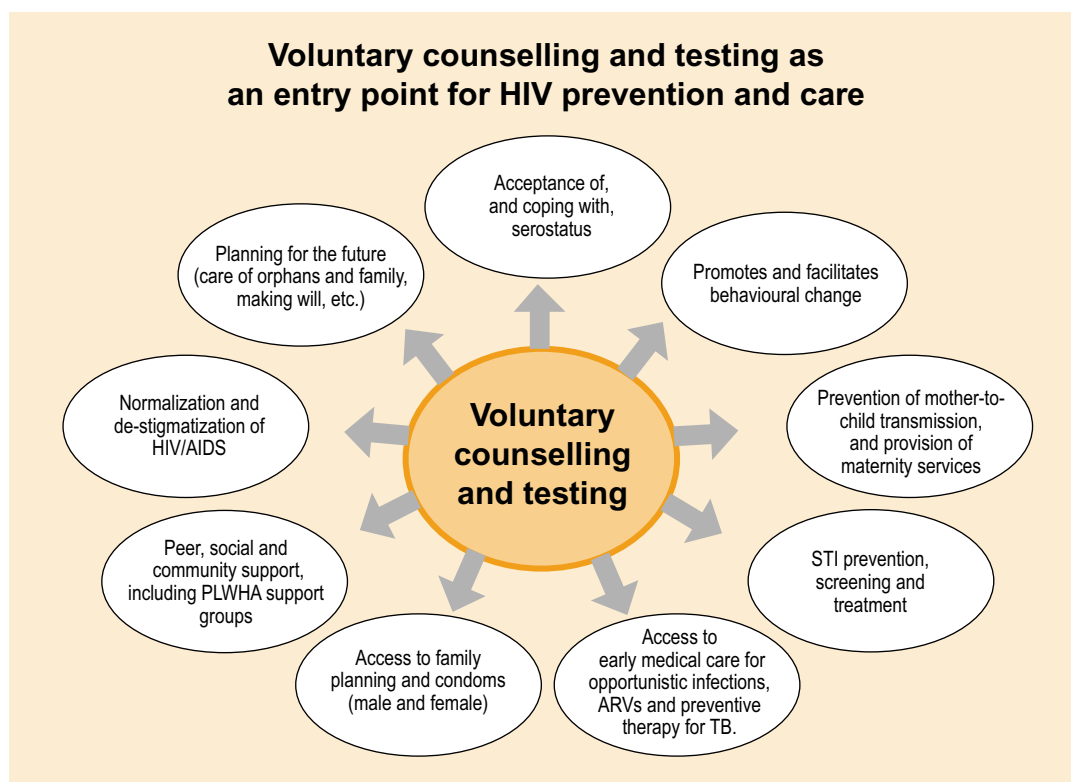 Voluntary counselling and testing as
an entry point for HIV prevention and care
Acceptance of,
and coping with,
serostatus
Promotes and facilitates
behavioural change
Prevention of mother-to-
child transmission,
and provision of
maternity services
STI prevention,
screening and
treatment
Access to
early medical care for
opportunistic infections,
ARVs and preventive
therapy for TB.
Access to family
planning and condoms
(male and female)
Peer, social and
community support,
including PLWHA support
groups
Normalization and
de-stigmatization of
HIV/AIDS
Planning for the future
(care of orphans and family,
making will, etc.)
Voluntary
counselling
and testing